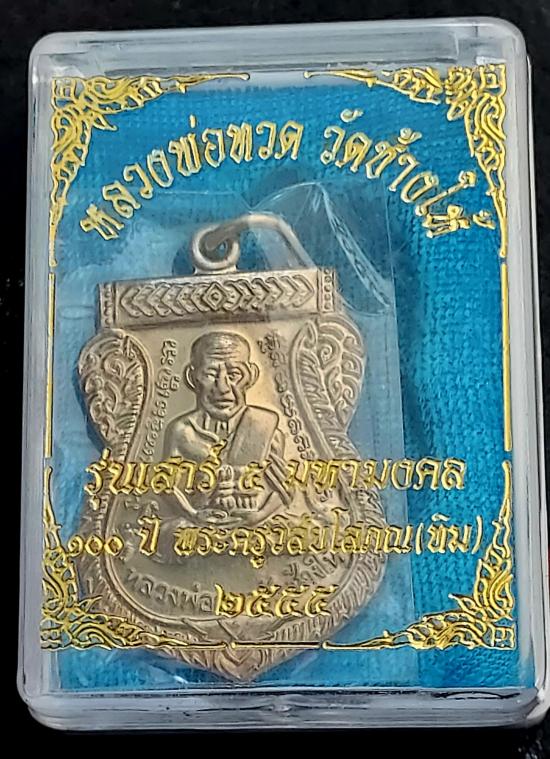 หลวงพ่อทวด วัดช้างให้
รุ่นเสาร์ ๕ มหามงคล
๑๐๐ ปี พระครูวิสัยโสภณ(ทิม)
หลวงพ่อ
๒๕๕๕